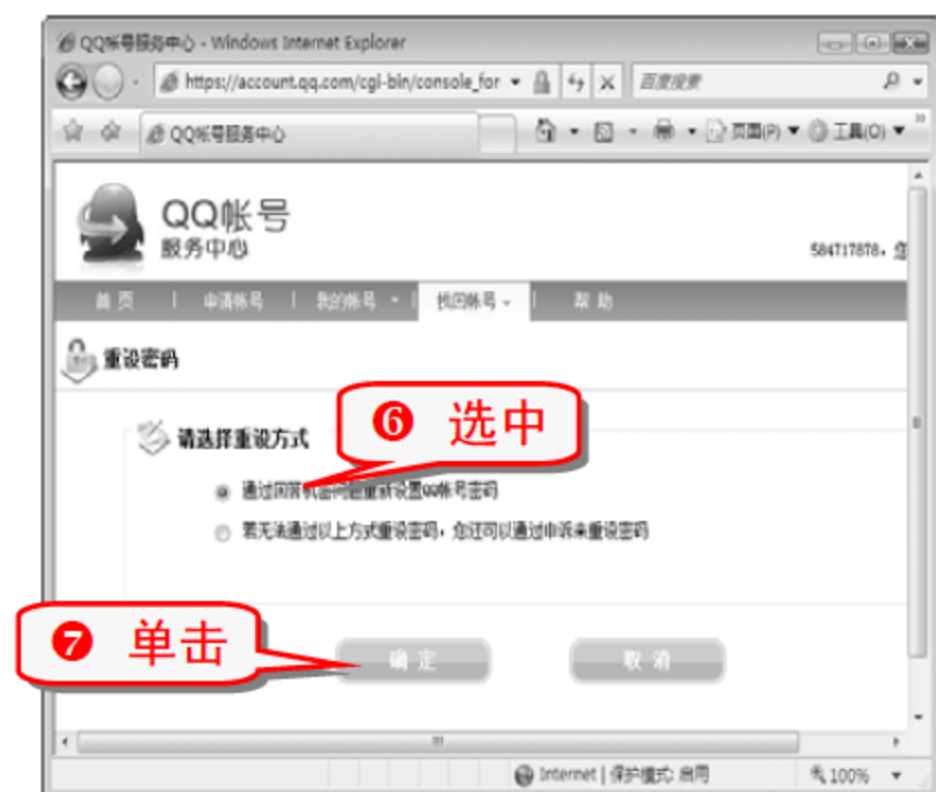 QQ帐号服务中心 - Windows Internet Explorer
https://account.qq.com/cgi-bin/console_for
百度搜索
QQ帐号服务中心
页面(P)
工具(O)
QQ帐号
服务中心
584717878，您
首页 | 申请帐号 | 我的帐号 | 找回帐号 | 帮助
重设密码
❻ 选中
请选择重设方式
通过回答机密问题重新设置QQ帐号密码
若无法通过以上方式重设密码，您还可以通过申诉来重设密码
❼ 单击
确定
取消
Internet | 保护模式: 启用
100%